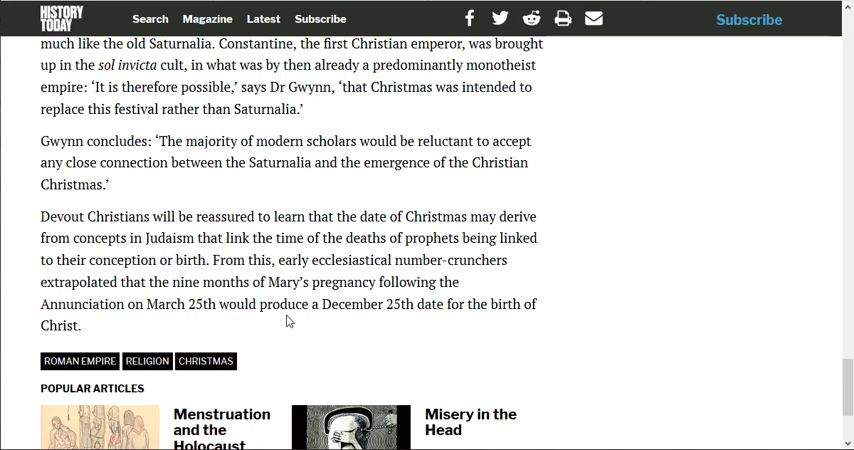 HISTORY
TODAY
Search Magazine Latest Subscribe
Subscribe
much like the old Saturnalia. Constantine, the first Christian emperor, was brought
up in the sol invicta cult, in what was by then already a predominantly monotheist
empire: ‘It is therefore possible,’ says Dr Gwynn, ‘that Christmas was intended to
replace this festival rather than Saturnalia.’
Gwynn concludes: ‘The majority of modern scholars would be reluctant to accept
any close connection between the Saturnalia and the emergence of the Christian
Christmas.’
Devout Christians will be reassured to learn that the date of Christmas may derive
from concepts in Judaism that link the time of the deaths of prophets being linked
to their conception or birth. From this, early ecclesiastical number-crunchers
extrapolated that the nine months of Mary’s pregnancy following the
Annunciation on March 25th would produce a December 25th date for the birth of
Christ.
ROMAN EMPIRE RELIGION CHRISTMAS
POPULAR ARTICLES
Menstruation
and the
Holocaust
Misery in the
Head